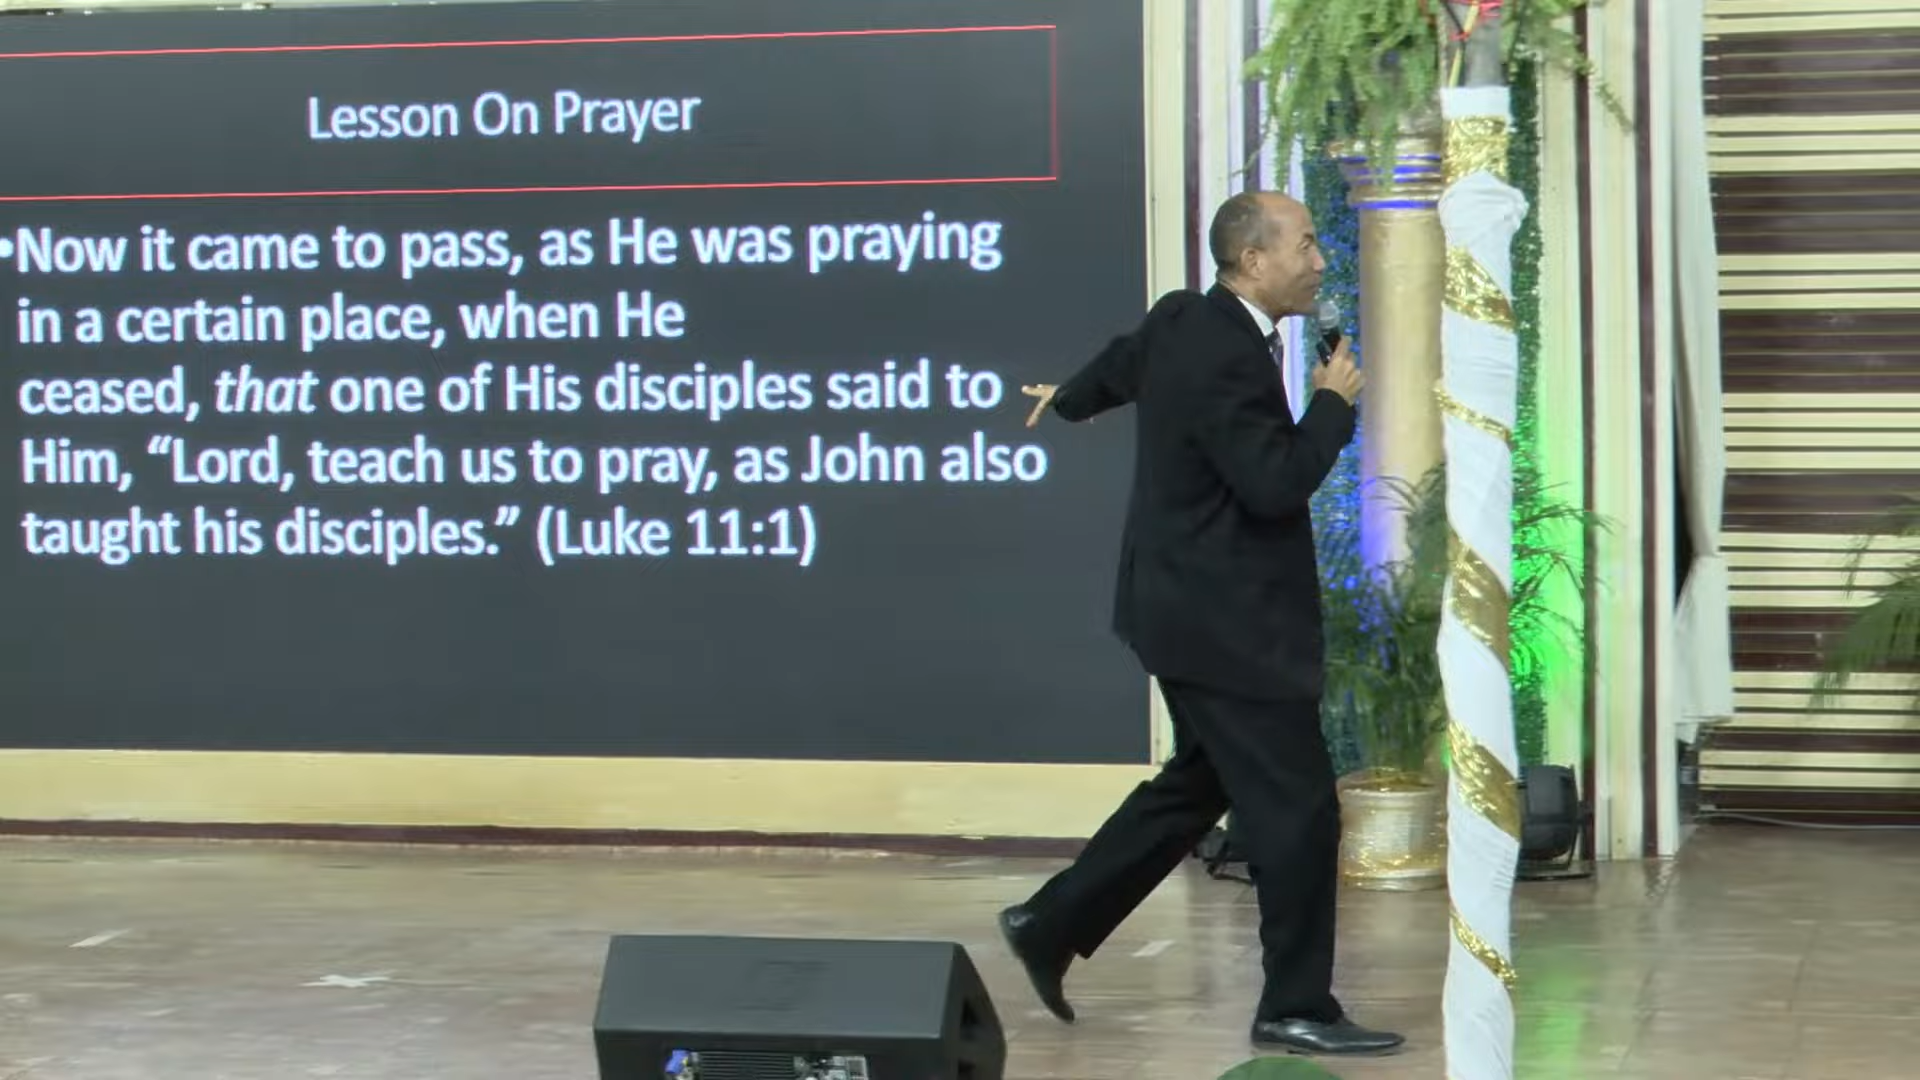 Lesson On Prayer
•Now it came to pass, as He was praying
in a certain place, when He
ceased, that one of His disciples said to
Him, “Lord, teach us to pray, as John also
taught his disciples.” (Luke 11:1)